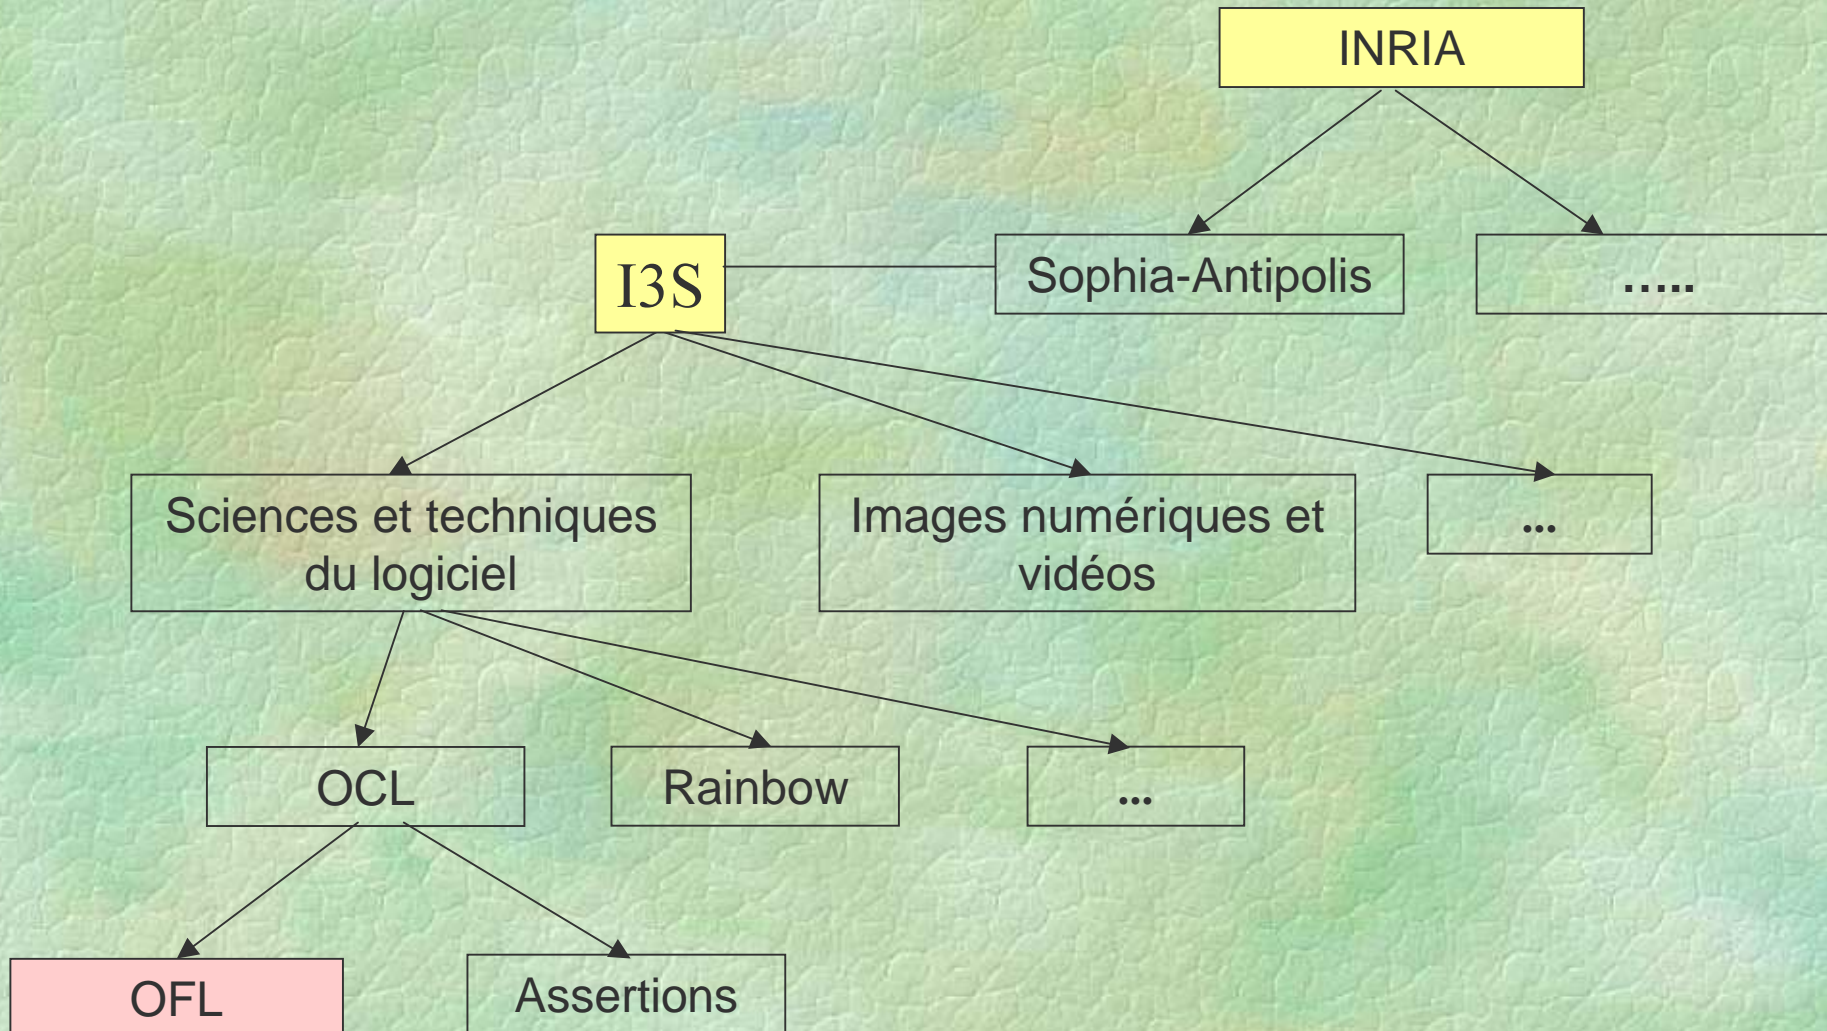 INRIA
I3S
Sophia-Antipolis
.....
Sciences et techniques
du logiciel
Images numériques et
vidéos
...
OCL
Rainbow
...
OFL
Assertions